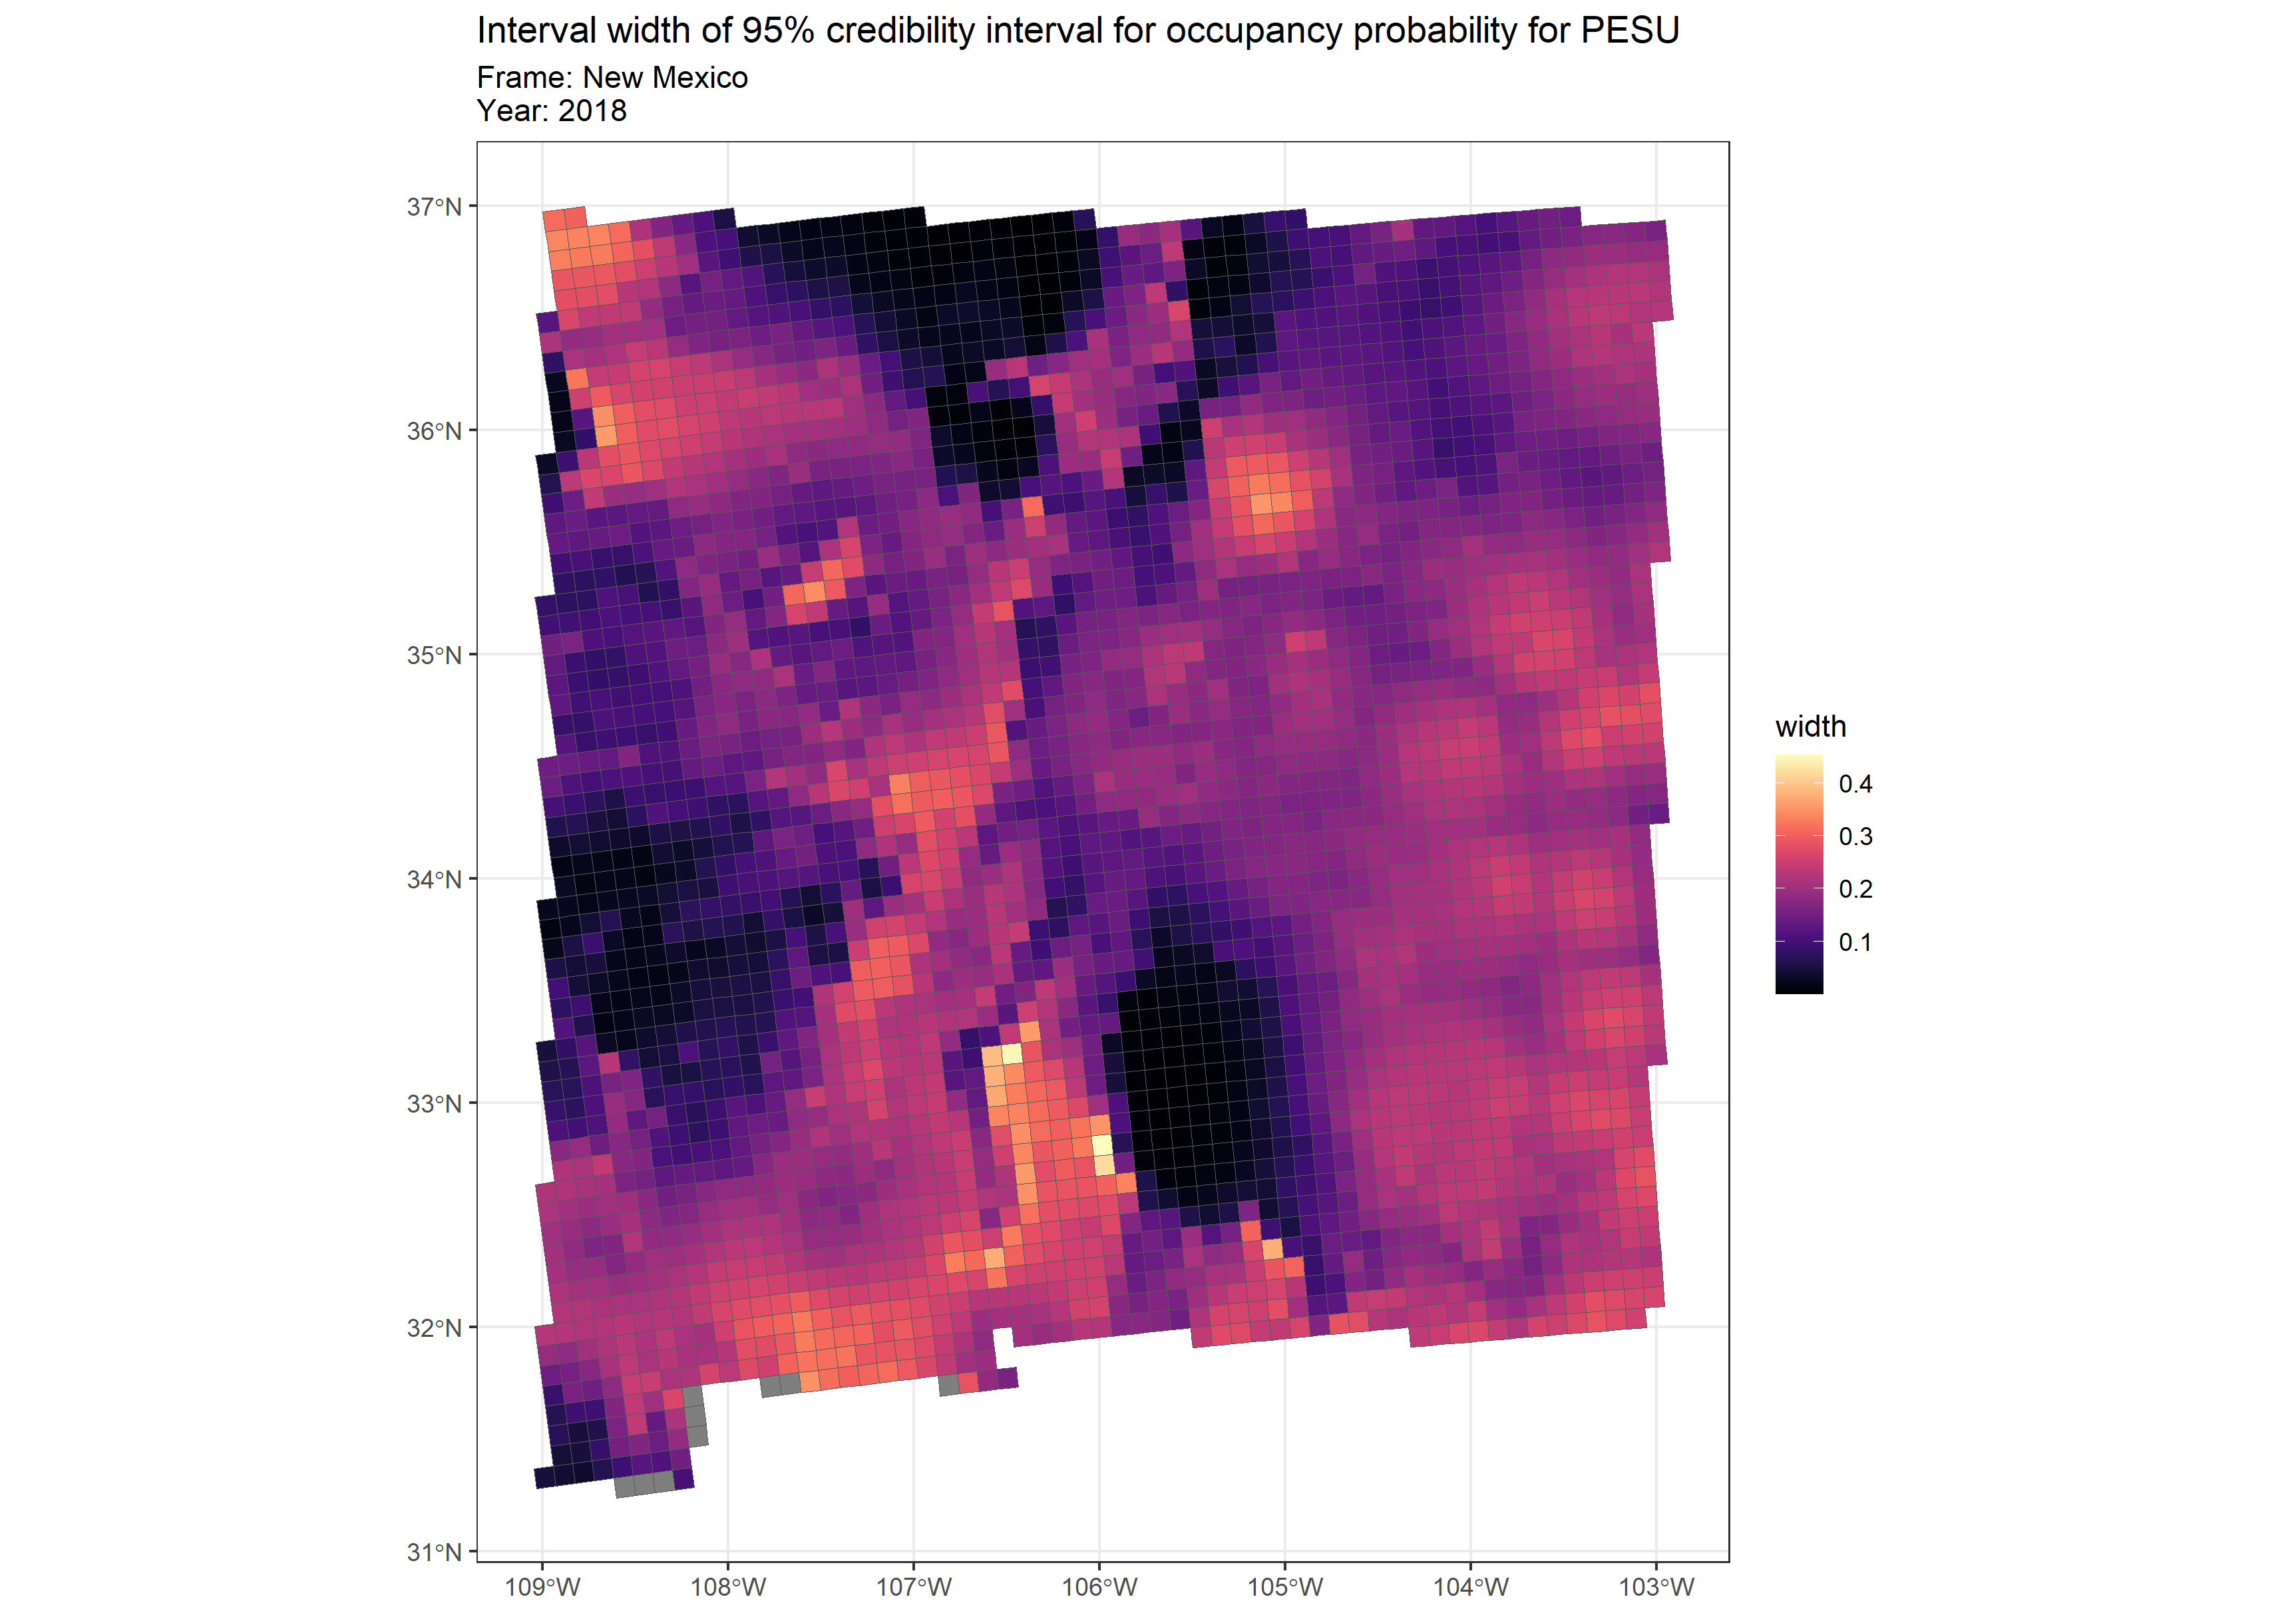 Interval width of 95% credibility interval for occupancy probability for PESU
Frame: New Mexico
Year: 2018
37°N
36°N
35°N
34°N
33°N
32°N
31°N
109°W 108°W 107°W 106°W 105°W 104°W 103°W
width
0.4
0.3
0.2
0.1